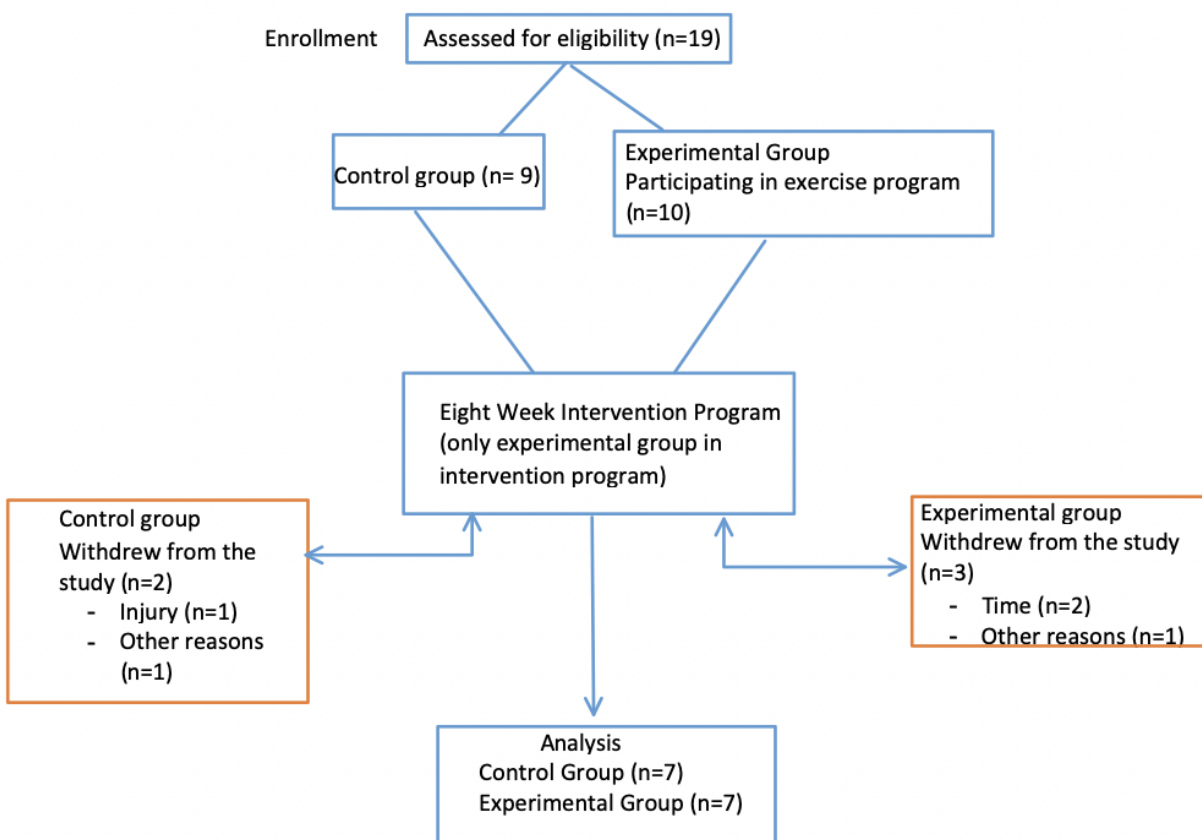 Enrollment
Assessed for eligibility (n=19)
Control group (n= 9)
Experimental Group
Participating in exercise program
(n=10)
Eight Week Intervention Program
(only experimental group in
intervention program)
Control group
Withdrew from the
study (n=2)
- Injury (n=1)
- Other reasons
(n=1)
Experimental group
Withdrew from the study
(n=3)
- Time (n=2)
- Other reasons (n=1)
Analysis
Control Group (n=7)
Experimental Group (n=7)